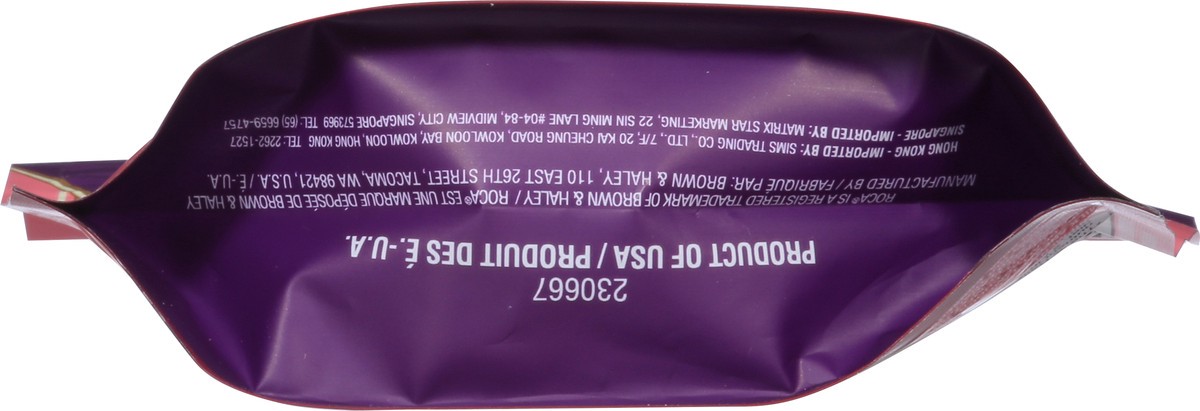 230667
PRODUCT OF USA / PRODUIT DES É.-U.A.
ROCA® IS A REGISTERED TRADEMARK OF BROWN & HALEY / ROCA® EST UNE MARQUE DÉPOSÉE DE BROWN & HALEY
MANUFACTURED BY / FABRIQUÉ PAR: BROWN & HALEY, 110 EAST 26TH STREET, TACOMA, WA 98421, U.S.A. / É.-U.A.
HONG KONG - IMPORTED BY: SIMS TRADING CO., LTD., 7/F, 20 KAI CHEUNG ROAD, KOWLOON BAY, KOWLOON, HONG KONG TEL: 2262-1527
SINGAPORE - IMPORTED BY: MATRIX STAR MARKETING, 22 SIN MING LANE #04-84, MIDVIEW CITY, SINGAPORE 573969 TEL: (65) 6659-4757